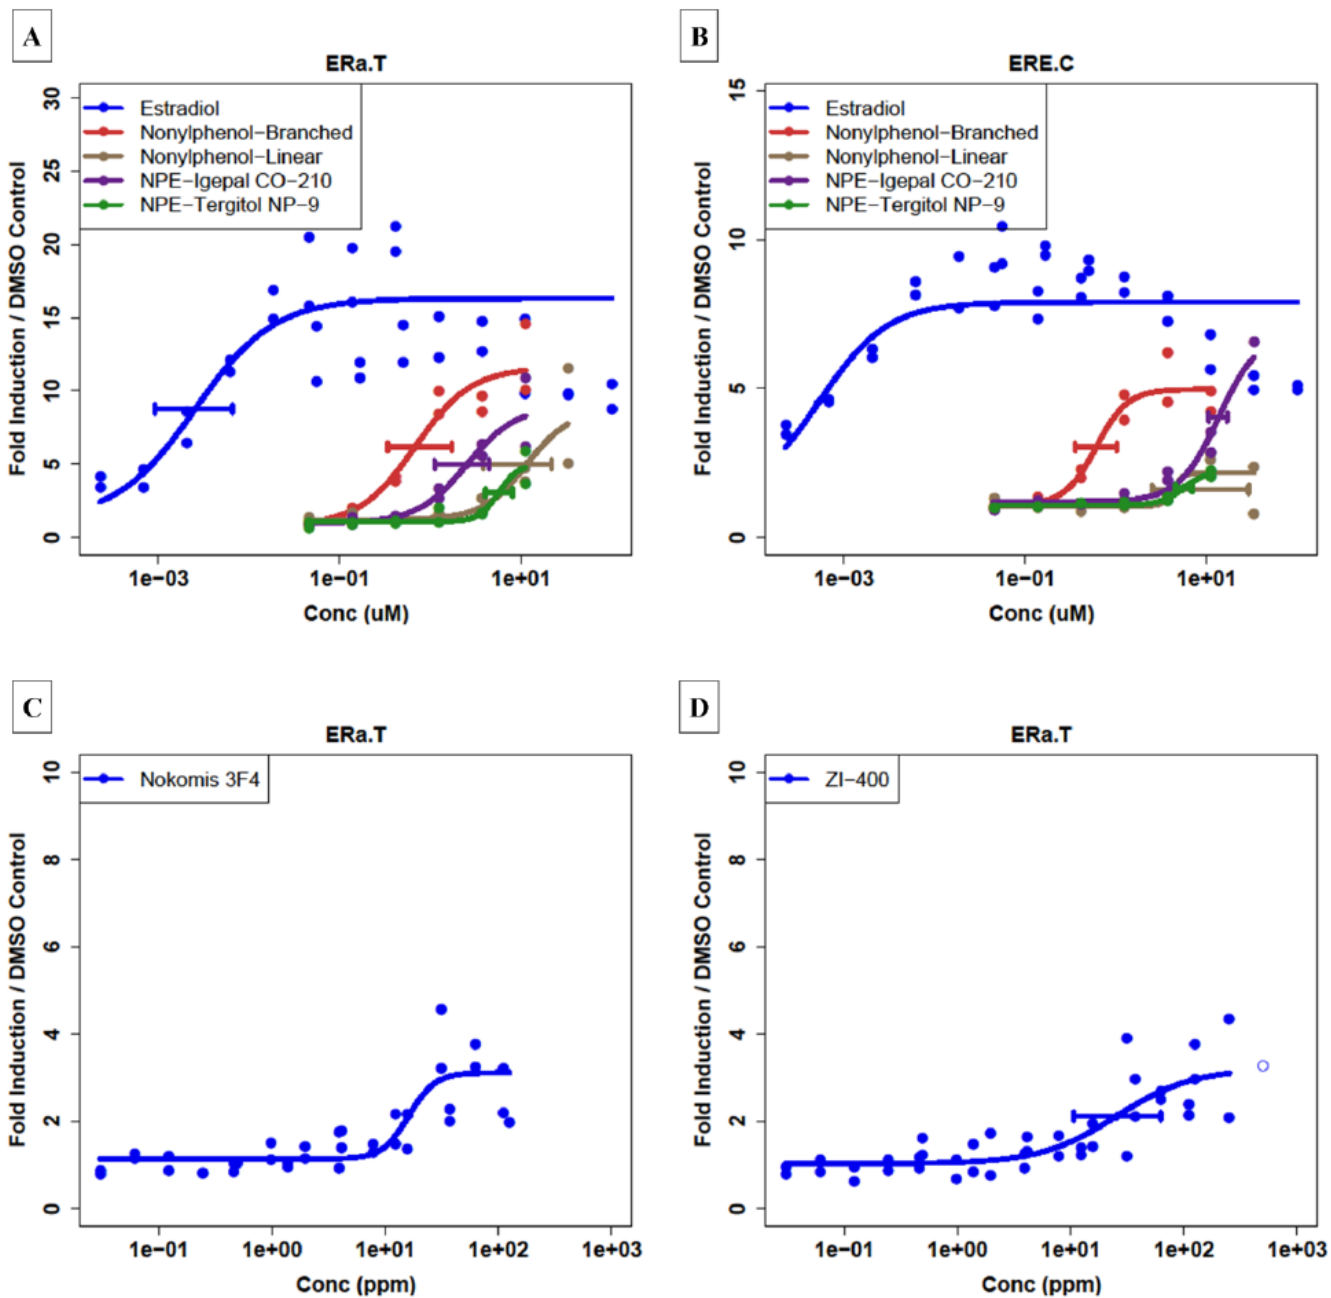 A
ERa.T
Fold Induction / DMSO Control
30
25
20
15
10
5
0
Estradiol
Nonylphenol−Branched
Nonylphenol−Linear
NPE−Igepal CO−210
NPE−Tergitol NP−9
1e−03
1e−01
1e+01
Conc (uM)
B
ERE.C
Fold Induction / DMSO Control
15
10
5
0
Estradiol
Nonylphenol−Branched
Nonylphenol−Linear
NPE−Igepal CO−210
NPE−Tergitol NP−9
1e−03
1e−01
1e+01
Conc (uM)
C
ERa.T
Fold Induction / DMSO Control
10
8
6
4
2
0
Nokomis 3F4
1e−01
1e+00
1e+01
1e+02
1e+03
Conc (ppm)
D
ERa.T
Fold Induction / DMSO Control
10
8
6
4
2
0
ZI−400
1e−01
1e+00
1e+01
1e+02
1e+03
Conc (ppm)